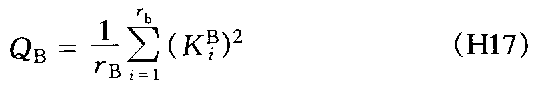 Q_B = \frac{1}{r_B} \sum_{i=1}^{r_b} (K_i^B)^2 (H17)